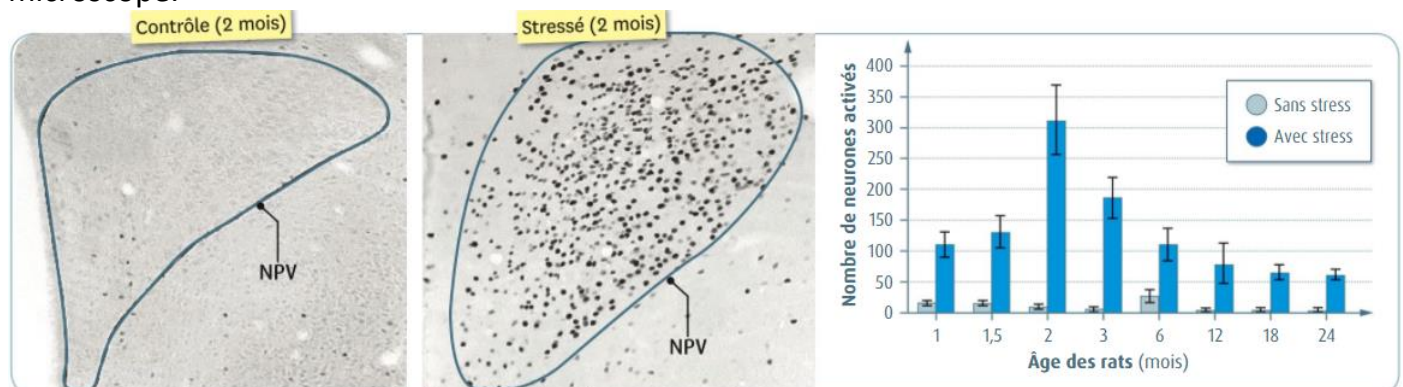 microscope.
Contrôle (2 mois)
NPV
Stressé (2 mois)
NPV
Nombre de neurones activés
400
350
300
250
200
150
100
50
0
Sans stress
Avec stress
1 1,5 2 3 6 12 18 24
Âge des rats (mois)